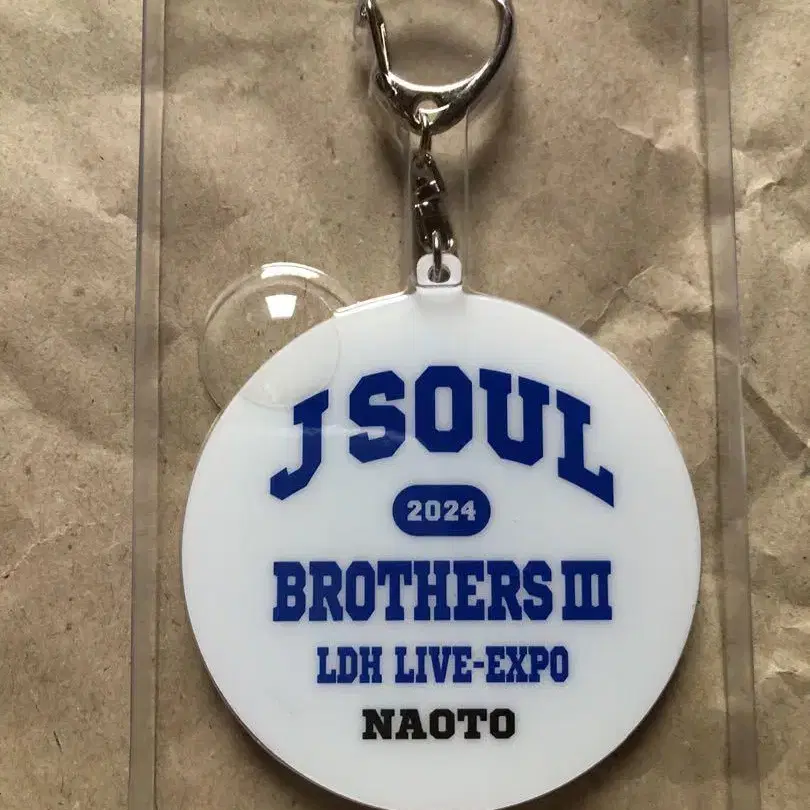 J SOUL
2024
BROTHERS III
LDH LIVE-EXPO
NAOTO